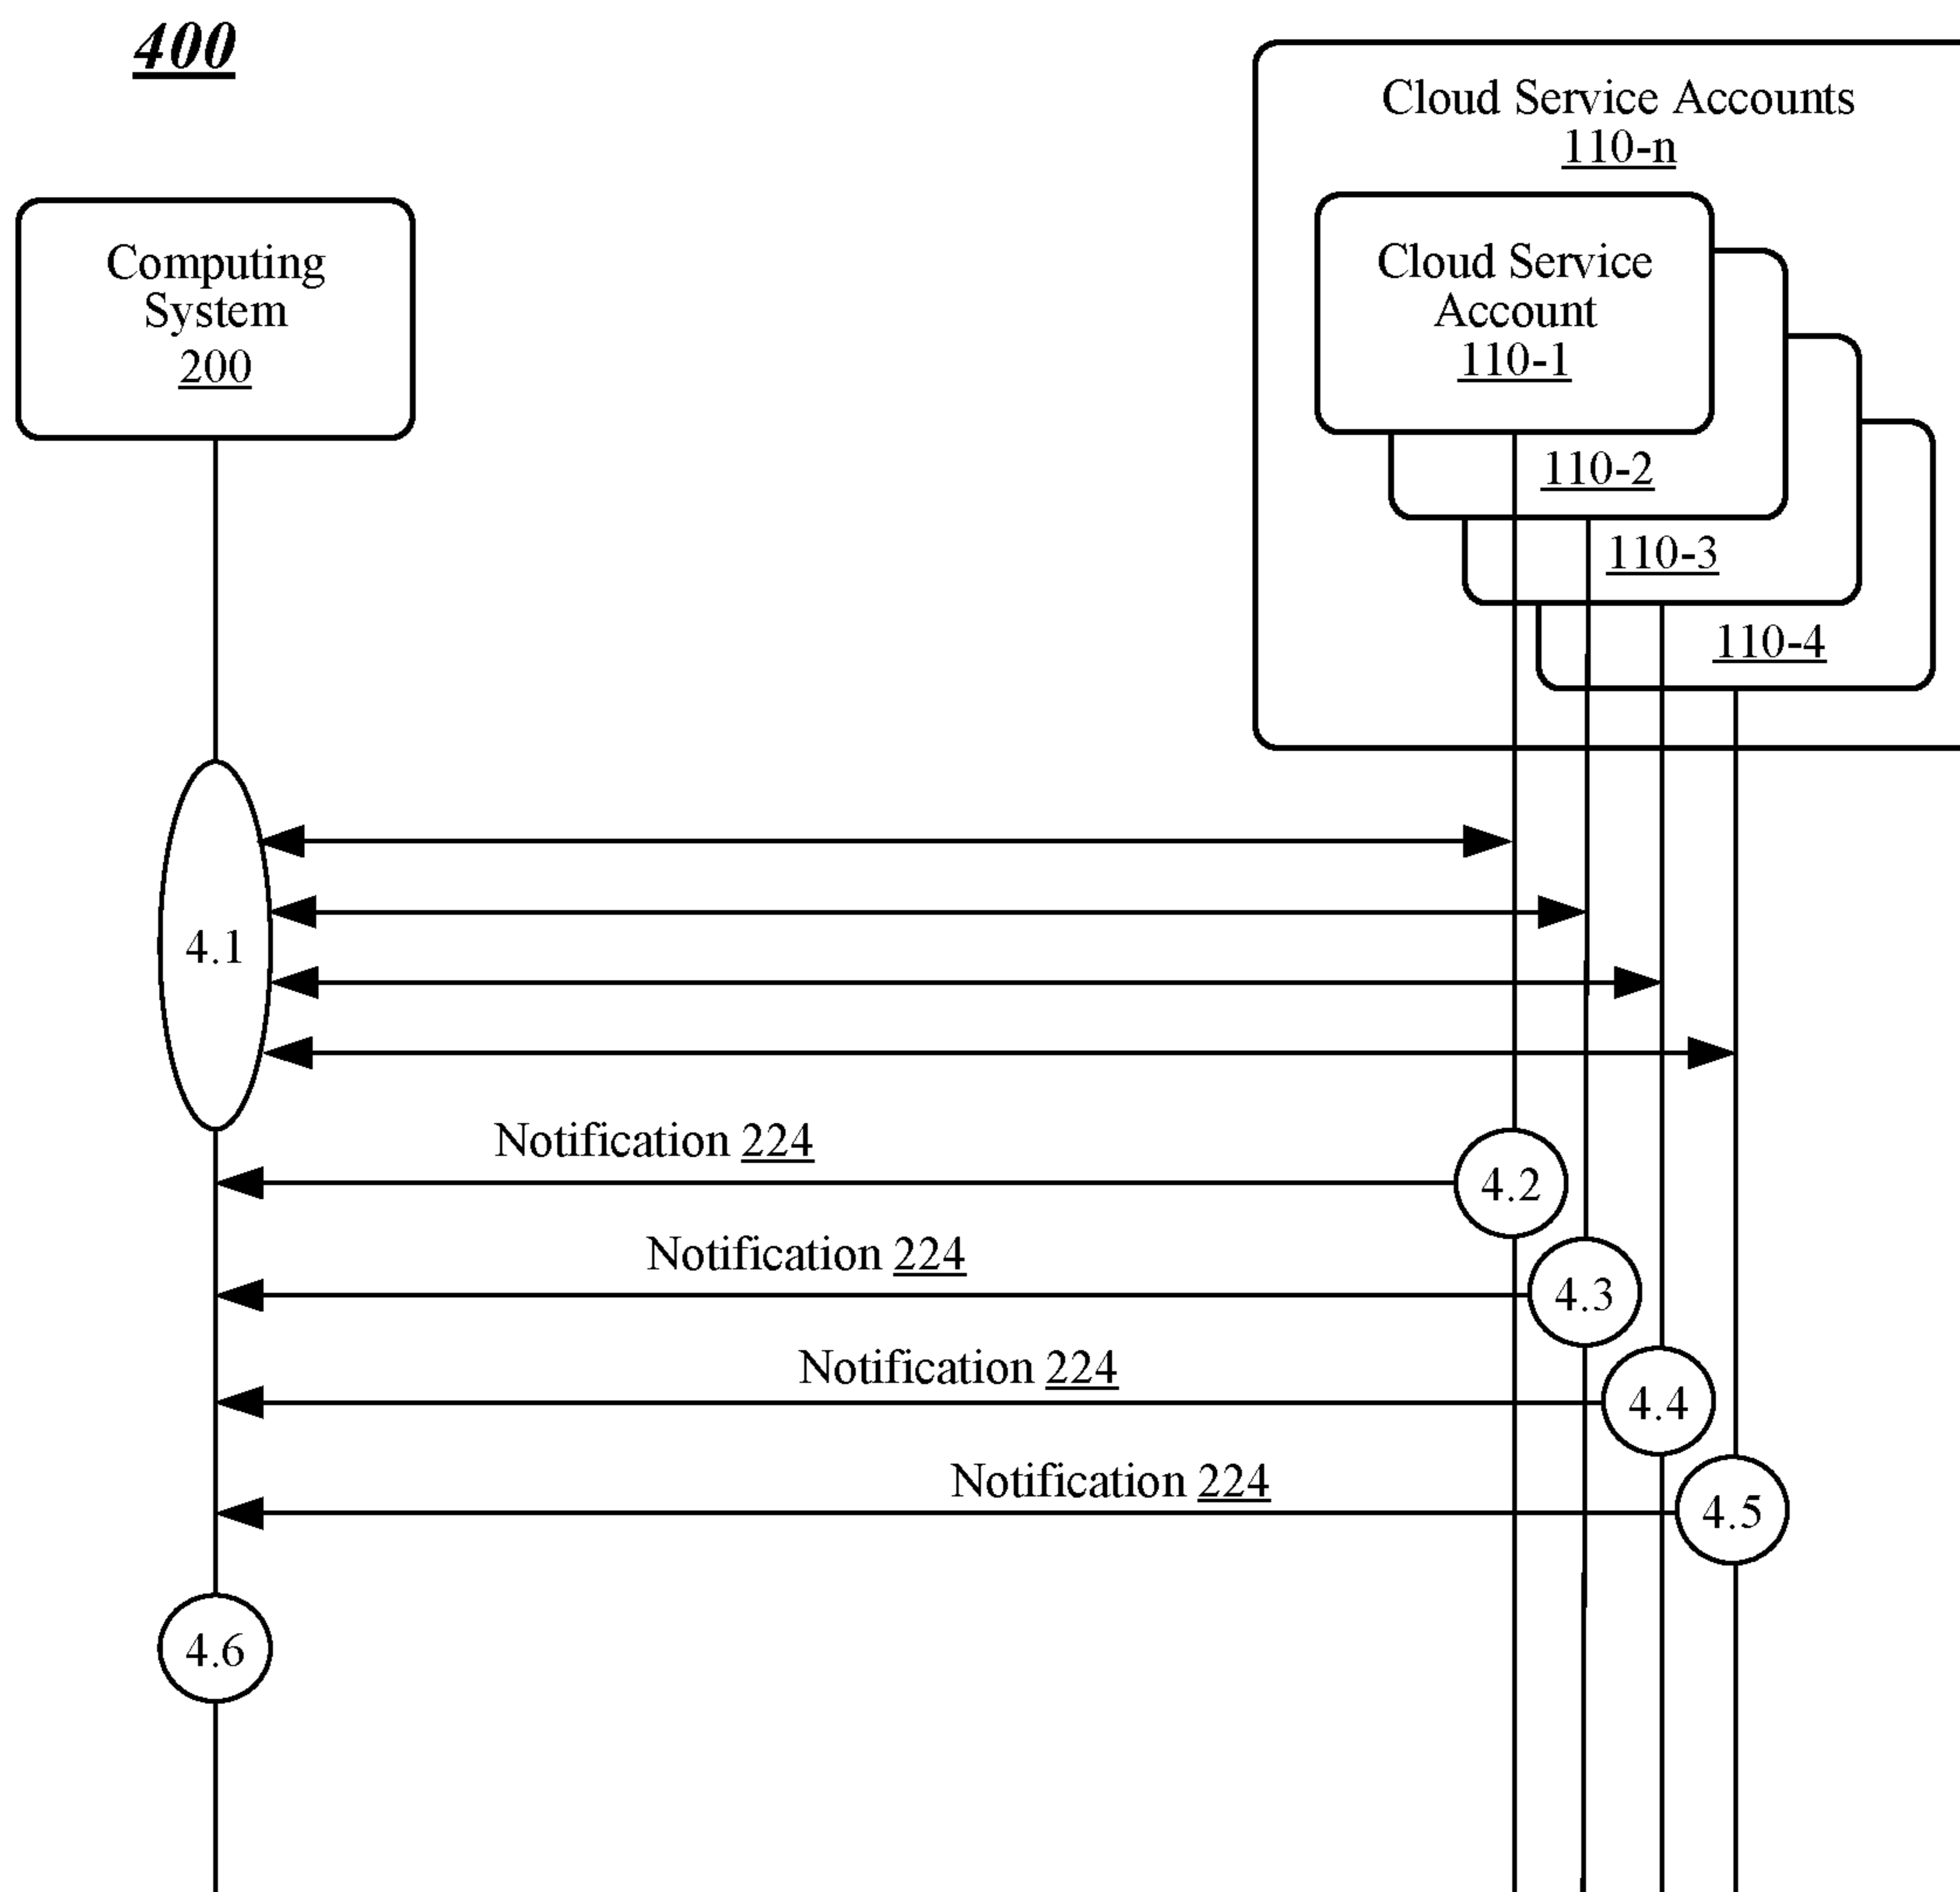 400
Cloud Service Accounts
110-n
Computing
System
200
Cloud Service
Account
110-1
110-2
110-3
110-4
4.1
Notification 224
4.2
Notification 224
4.3
Notification 224
4.4
Notification 224
4.5
4.6